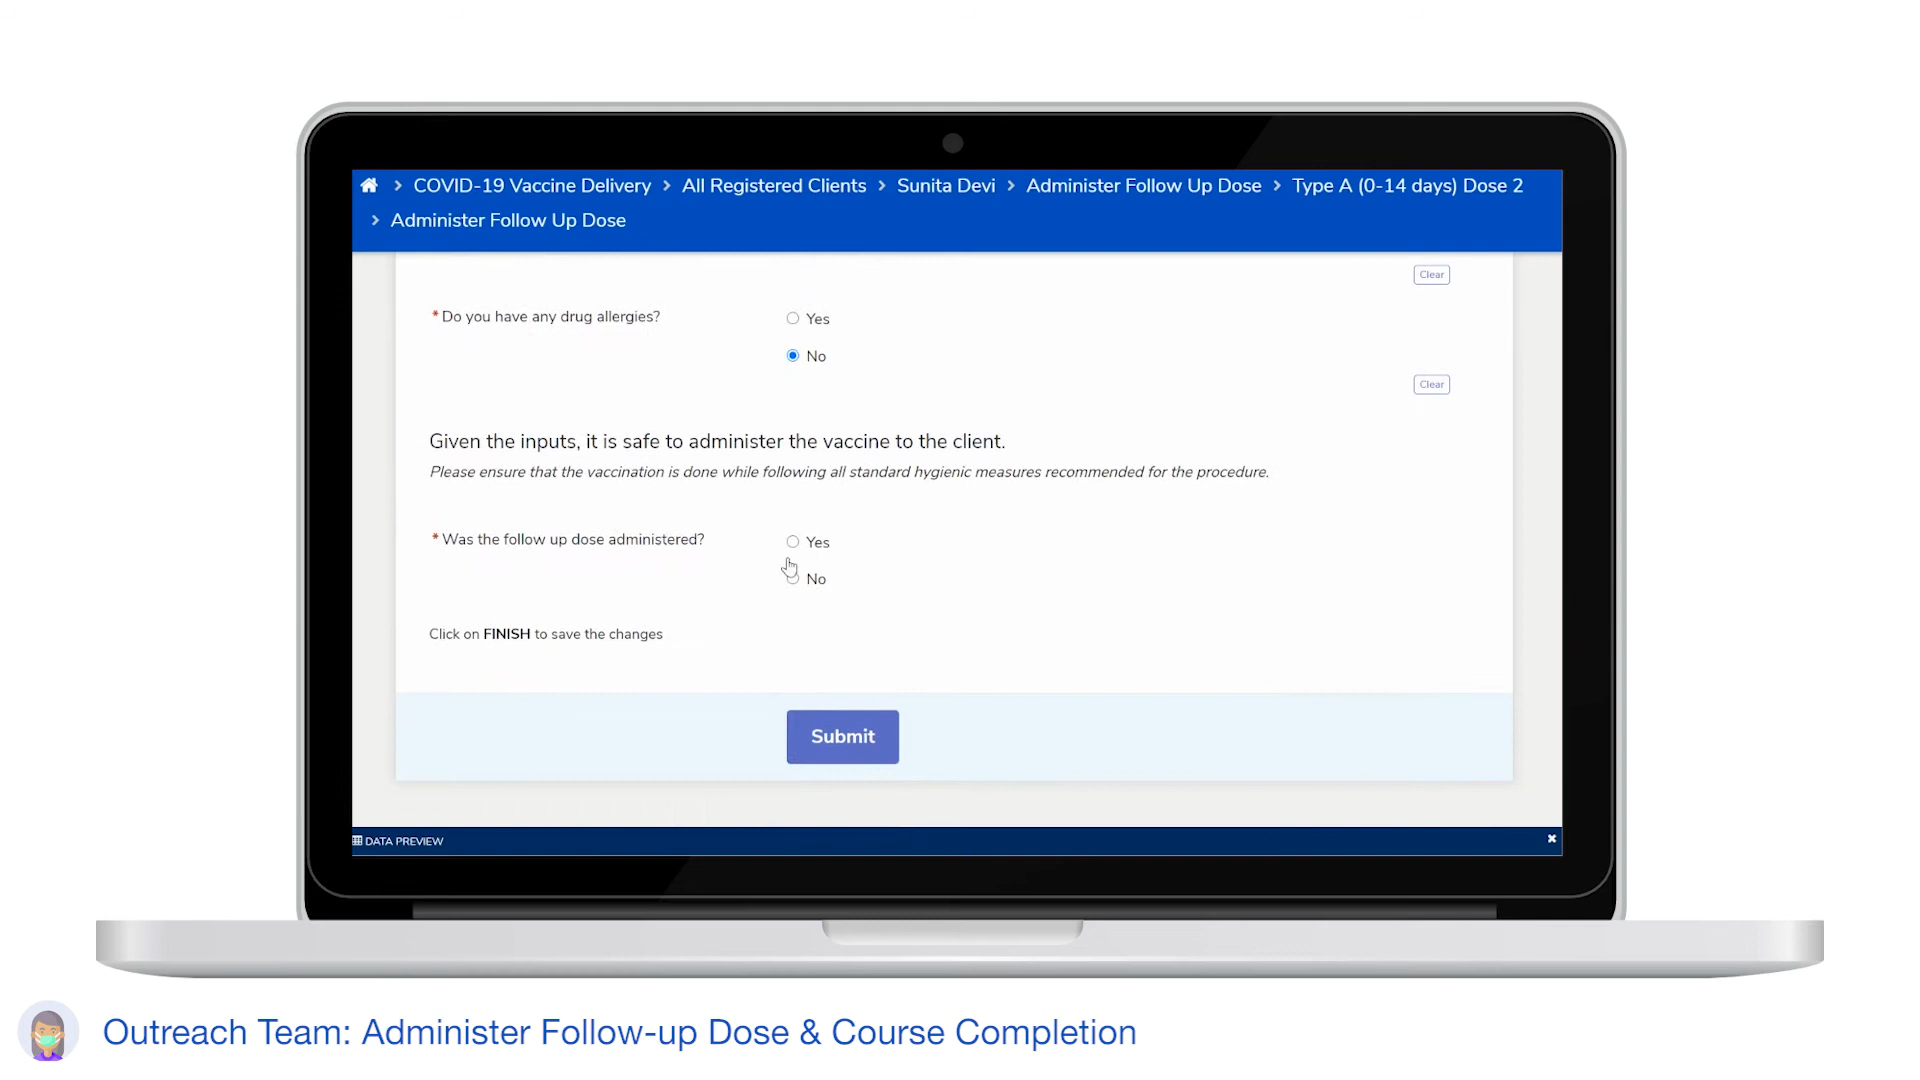 COVID-19 Vaccine Delivery > All Registered Clients > Sunita Devi > Administer Follow Up Dose > Type A (0-14 days) Dose 2
> Administer Follow Up Dose
Clear
* Do you have any drug allergies?
Yes
No
Clear
Given the inputs, it is safe to administer the vaccine to the client.
Please ensure that the vaccination is done while following all standard hygienic measures recommended for the procedure.
* Was the follow up dose administered?
Yes
No
Click on FINISH to save the changes
Submit
DATA PREVIEW
Outreach Team: Administer Follow-up Dose & Course Completion